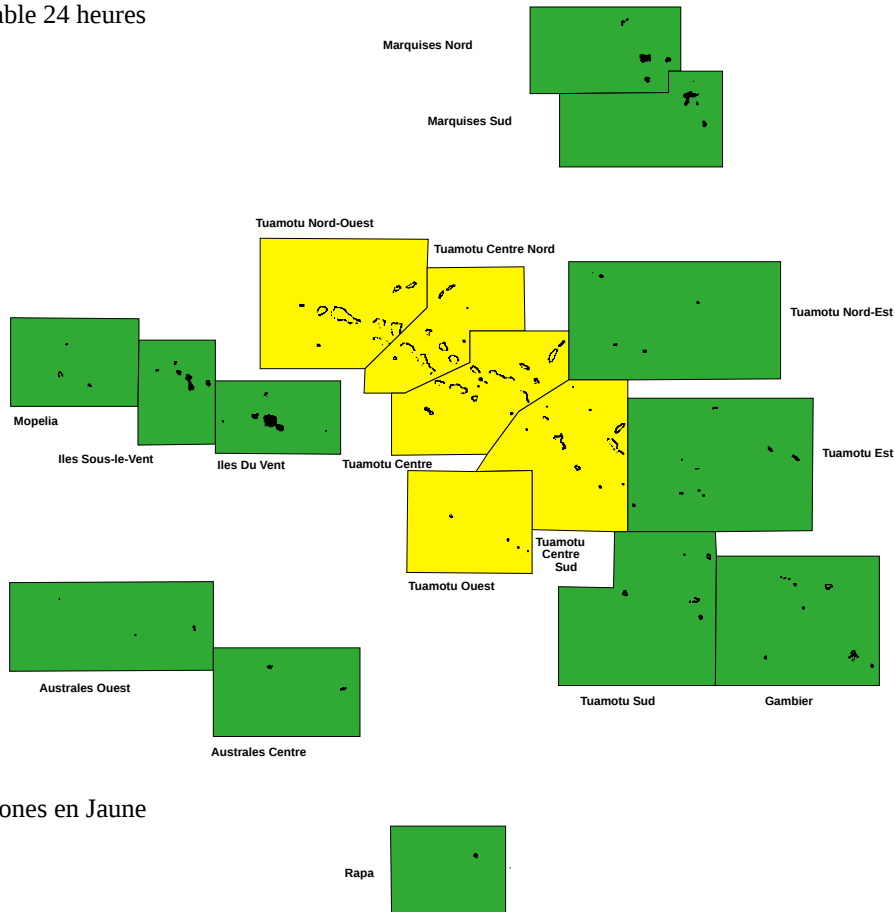 able 24 heures
Marquises Nord
Marquises Sud
Tuamotu Nord-Ouest
Tuamotu Centre Nord
Tuamotu Nord-Est
Mopelia
Iles Sous-le-Vent
Iles Du Vent
Tuamotu Centre
Tuamotu Est
Tuamotu
Centre
Sud
Tuamotu Ouest
Australes Ouest
Tuamotu Sud
Gambier
Australes Centre
ones en Jaune
Rapa